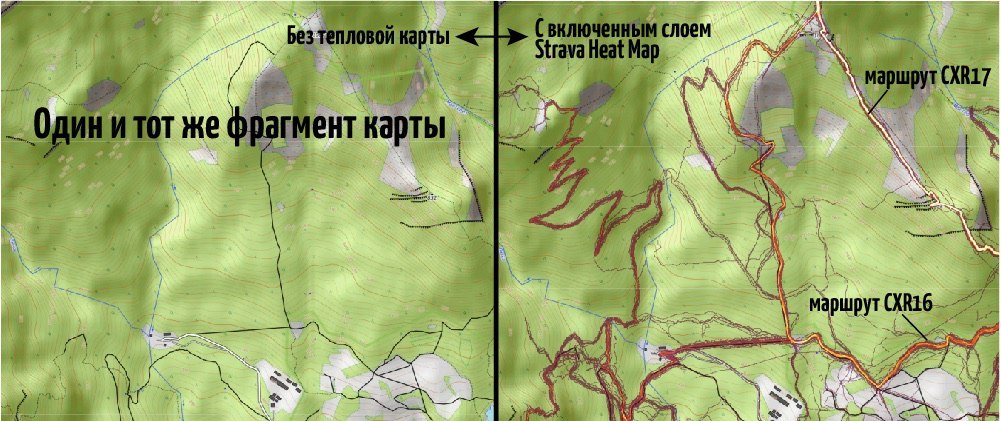 Без тепловой карты
С включенным слоем
Strava Heat Map
маршрут CXR17
Один и тот же фрагмент карты
маршрут CXR16